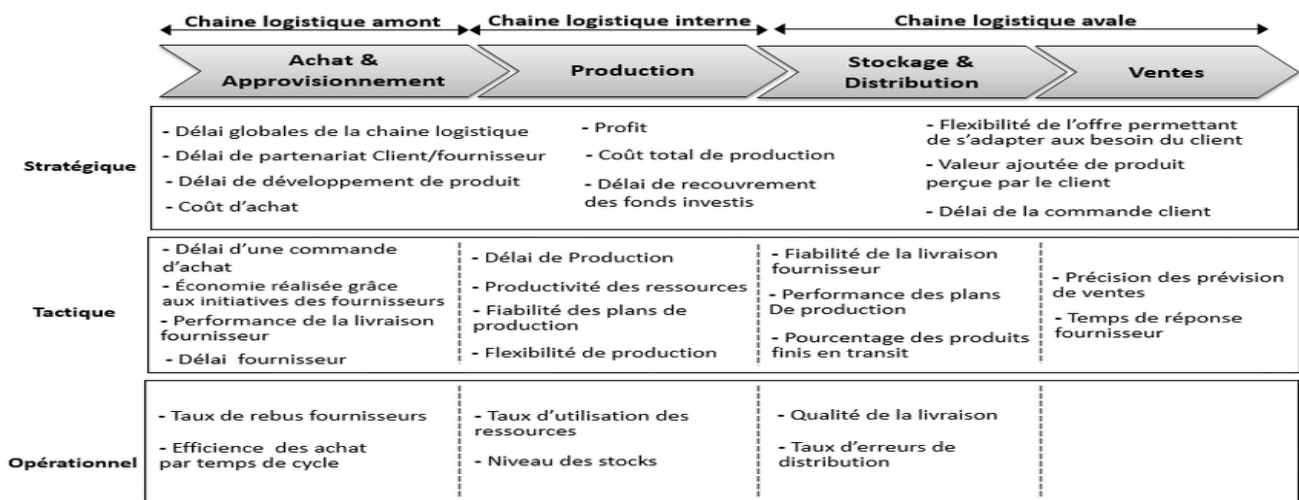 Chaine logistique amont
Chaine logistique interne
Chaine logistique avale
Achat &
Approvisionnement
Production
Stockage &
Distribution
Ventes
Stratégique
- Délai globales de la chaine logistique
- Délai de partenariat Client/fournisseur
- Délai de développement de produit
- Coût d'achat
- Profit
- Coût total de production
- Délai de recouvrement
des fonds investis
- Flexibilité de l'offre permettant
de s'adapter aux besoin du client
- Valeur ajoutée de produit
perçue par le client
- Délai de la commande client
Tactique
- Délai d'une commande
d'achat
- Économie réalisée grâce
aux initiatives des fournisseurs
- Performance de la livraison
fournisseur
- Délai fournisseur
- Délai de Production
- Productivité des ressources
- Fiabilité des plans de
production
- Flexibilité de production
- Fiabilité de la livraison
fournisseur
- Performance des plans
De production
- Pourcentage des produits
finis en transit
- Précision des prévision
de ventes
- Temps de réponse
fournisseur
Opérationnel
- Taux de rebus fournisseurs
- Efficience des achat
par temps de cycle
- Taux d'utilisation des
ressources
- Niveau des stocks
- Qualité de la livraison
- Taux d'erreurs de
distribution